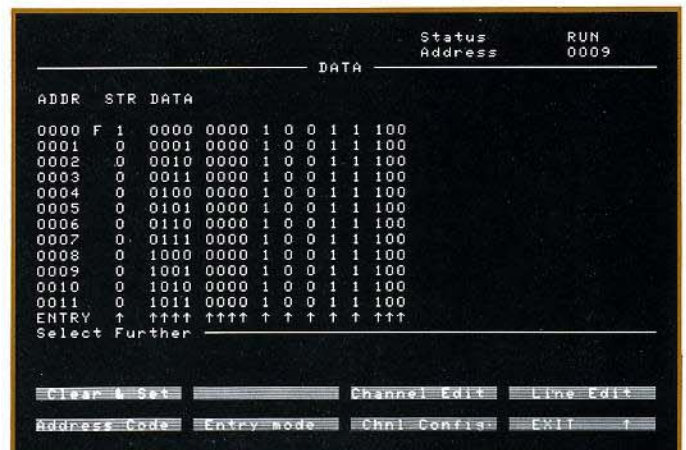 Status RUN
Address 0009
DATA
ADDR STR DATA
0000 F 1 0000 0000 1 0 0 1 1 100
0001 0 0001 0000 1 0 0 1 1 100
0002 0 0010 0000 1 0 0 1 1 100
0003 0 0011 0000 1 0 0 1 1 100
0004 0 0100 0000 1 0 0 1 1 100
0005 0 0101 0000 1 0 0 1 1 100
0006 0 0110 0000 1 0 0 1 1 100
0007 0 0111 0000 1 0 0 1 1 100
0008 0 1000 0000 1 0 0 1 1 100
0009 0 1001 0000 1 0 0 1 1 100
0010 0 1010 0000 1 0 0 1 1 100
0011 0 1011 0000 1 0 0 1 1 100
ENTRY ↑ ↑↑↑↑ ↑↑↑↑ ↑ ↑ ↑ ↑ ↑ ↑↑↑
Select Further
Clear & Set Channel Edit Line Edit
Address Code Entry mode Chnl Config. EXIT ↑